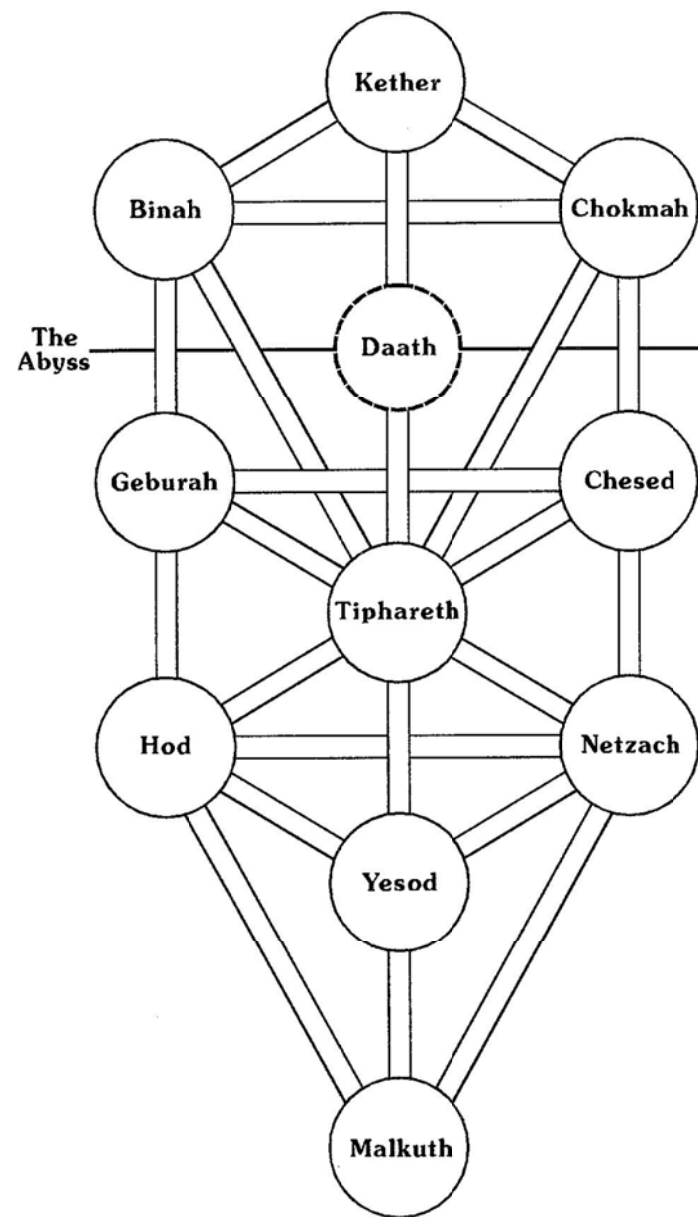 Kether
Binah
Chokmah
The
Abyss
Daath
Geburah
Chesed
Tiphareth
Hod
Netzach
Yesod
Malkuth